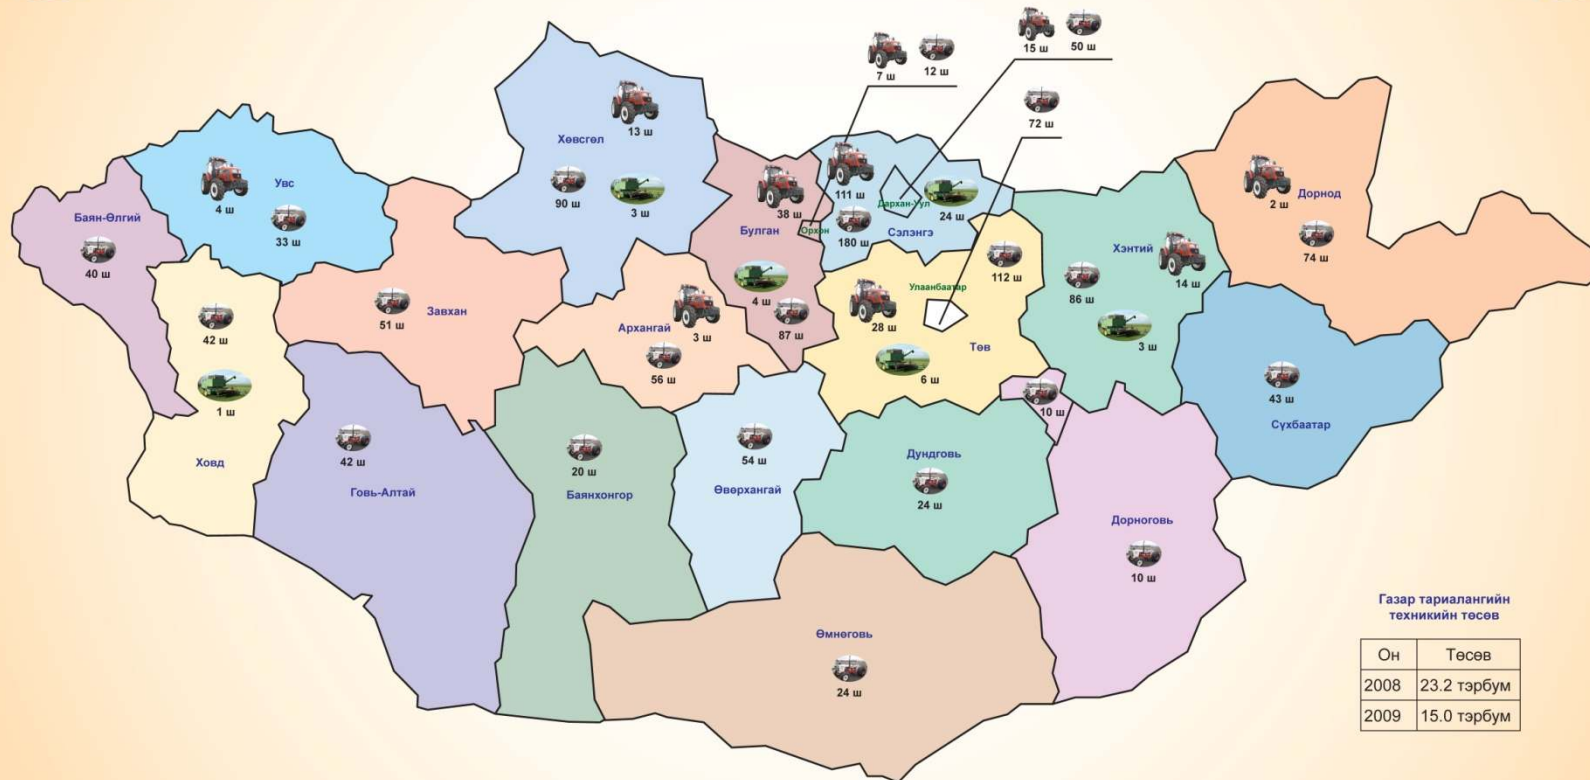 15 ш
50 ш
7 ш
12 ш
72 ш
Хөвсгөл
13 ш
90 ш
3 ш
Увс
4 ш
33 ш
Баян-Өлгий
40 ш
42 ш
1 ш
Ховд
Завхан
51 ш
Архангай
3 ш
56 ш
Булган
38 ш
4 ш
87 ш
Орхон
111 ш
180 ш
Дархан-Уул
24 ш
Сэлэнгэ
Улаанбаатар
112 ш
28 ш
Төв
6 ш
Хэнтий
86 ш
14 ш
3 ш
Дорнод
2 ш
74 ш
43 ш
Сүхбаатар
42 ш
Говь-Алтай
20 ш
Баянхонгор
54 ш
Өвөрхангай
10 ш
Дундговь
24 ш
Дорноговь
10 ш
Өмнөговь
24 ш
Газар тариалангийн
техникийн төсөв
Он Төсөв
2008 23.2 тэрбум
2009 15.0 тэрбум